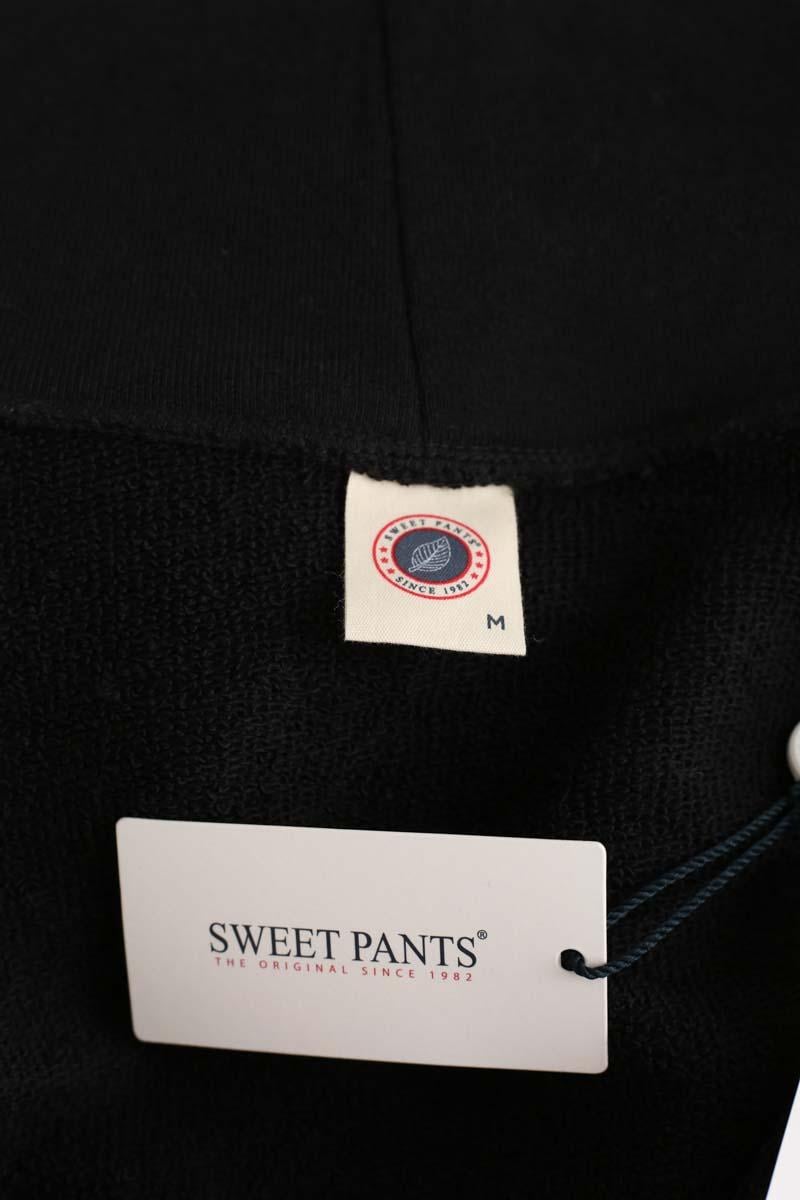 SWEET PANTS®
SINCE 1982
M
SWEET PANTS®
THE ORIGINAL SINCE 1982